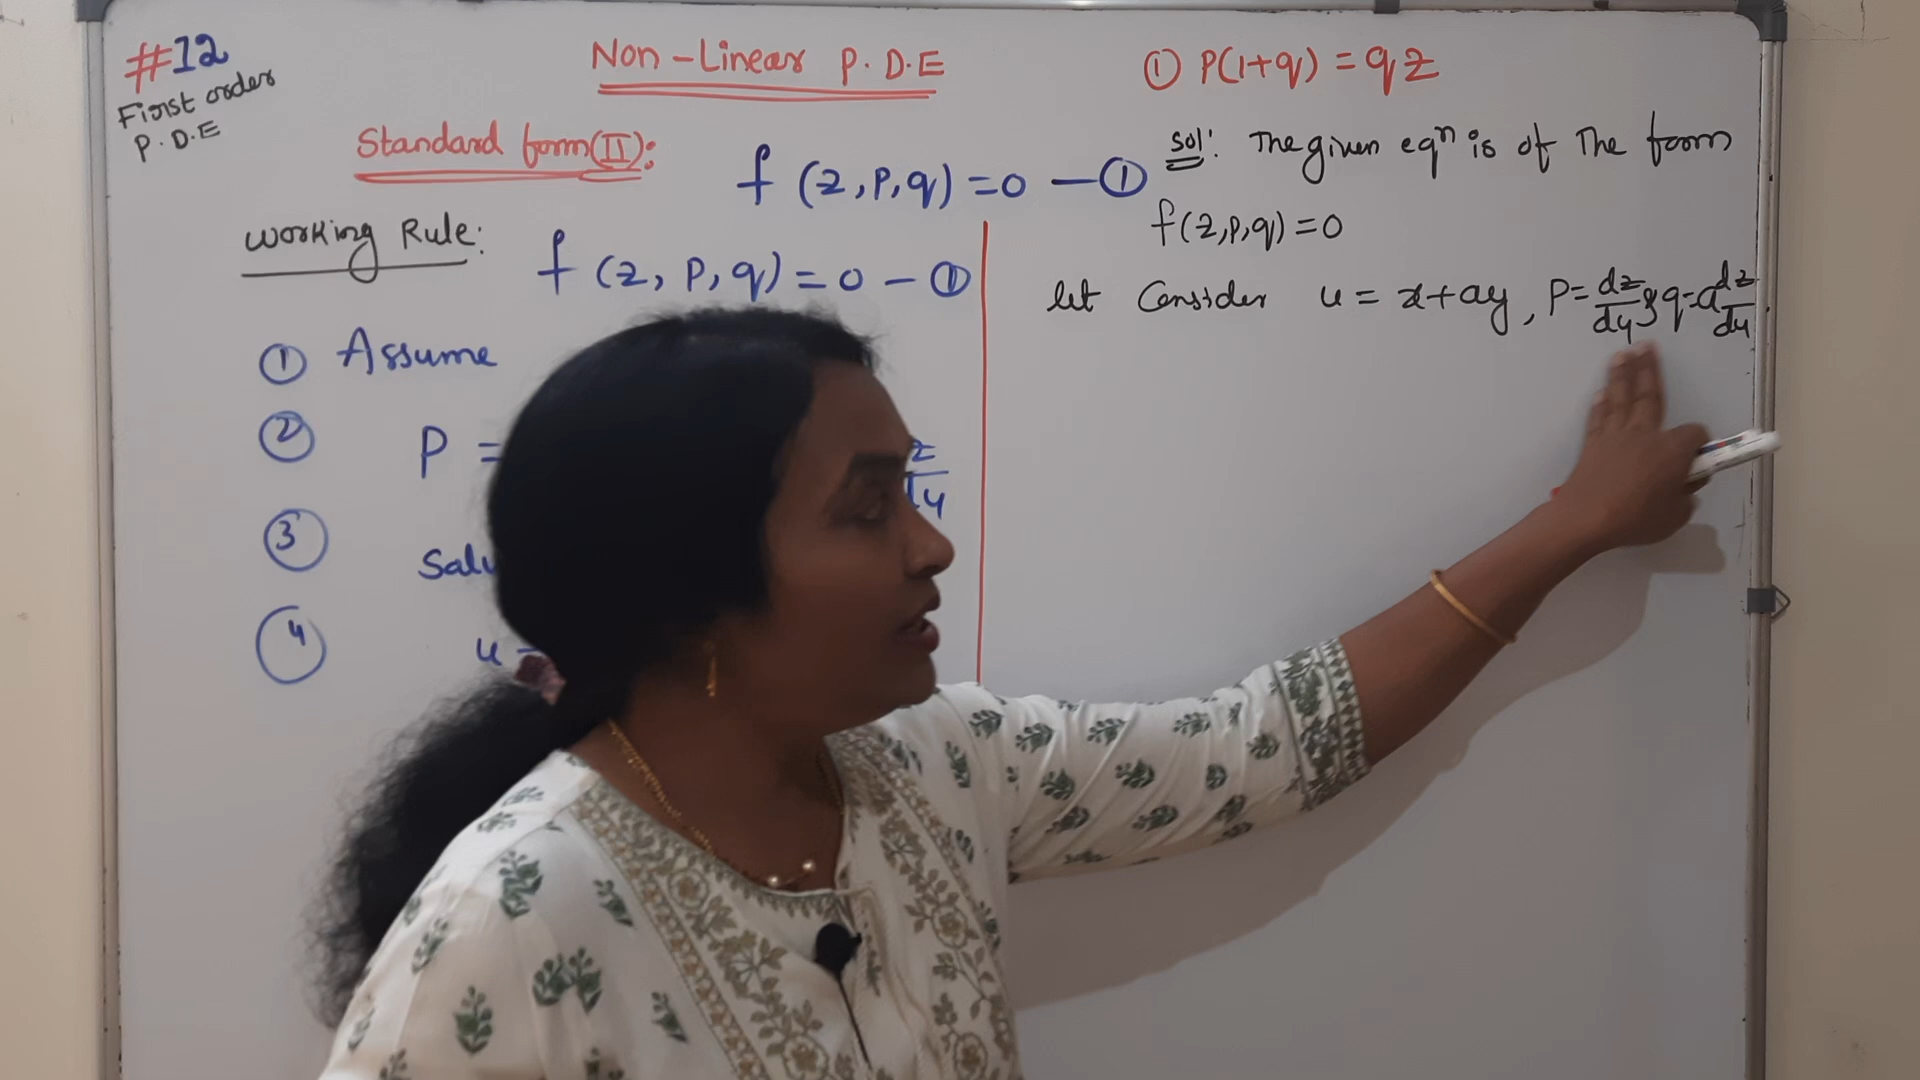 #12
First order
P.D.E
Non-Linear P.D.E
Standard form(II):
f (z,p,q) = 0 — ①
Working Rule:
f (z, p, q) = 0 — ①
① Assume
② P =
③
④ u =
① P(1+q) = qz
Sol: The given eqⁿ is of the form
f(z,p,q) = 0
let Consider u = x+ay, P = dz/du & q = a dz/du.